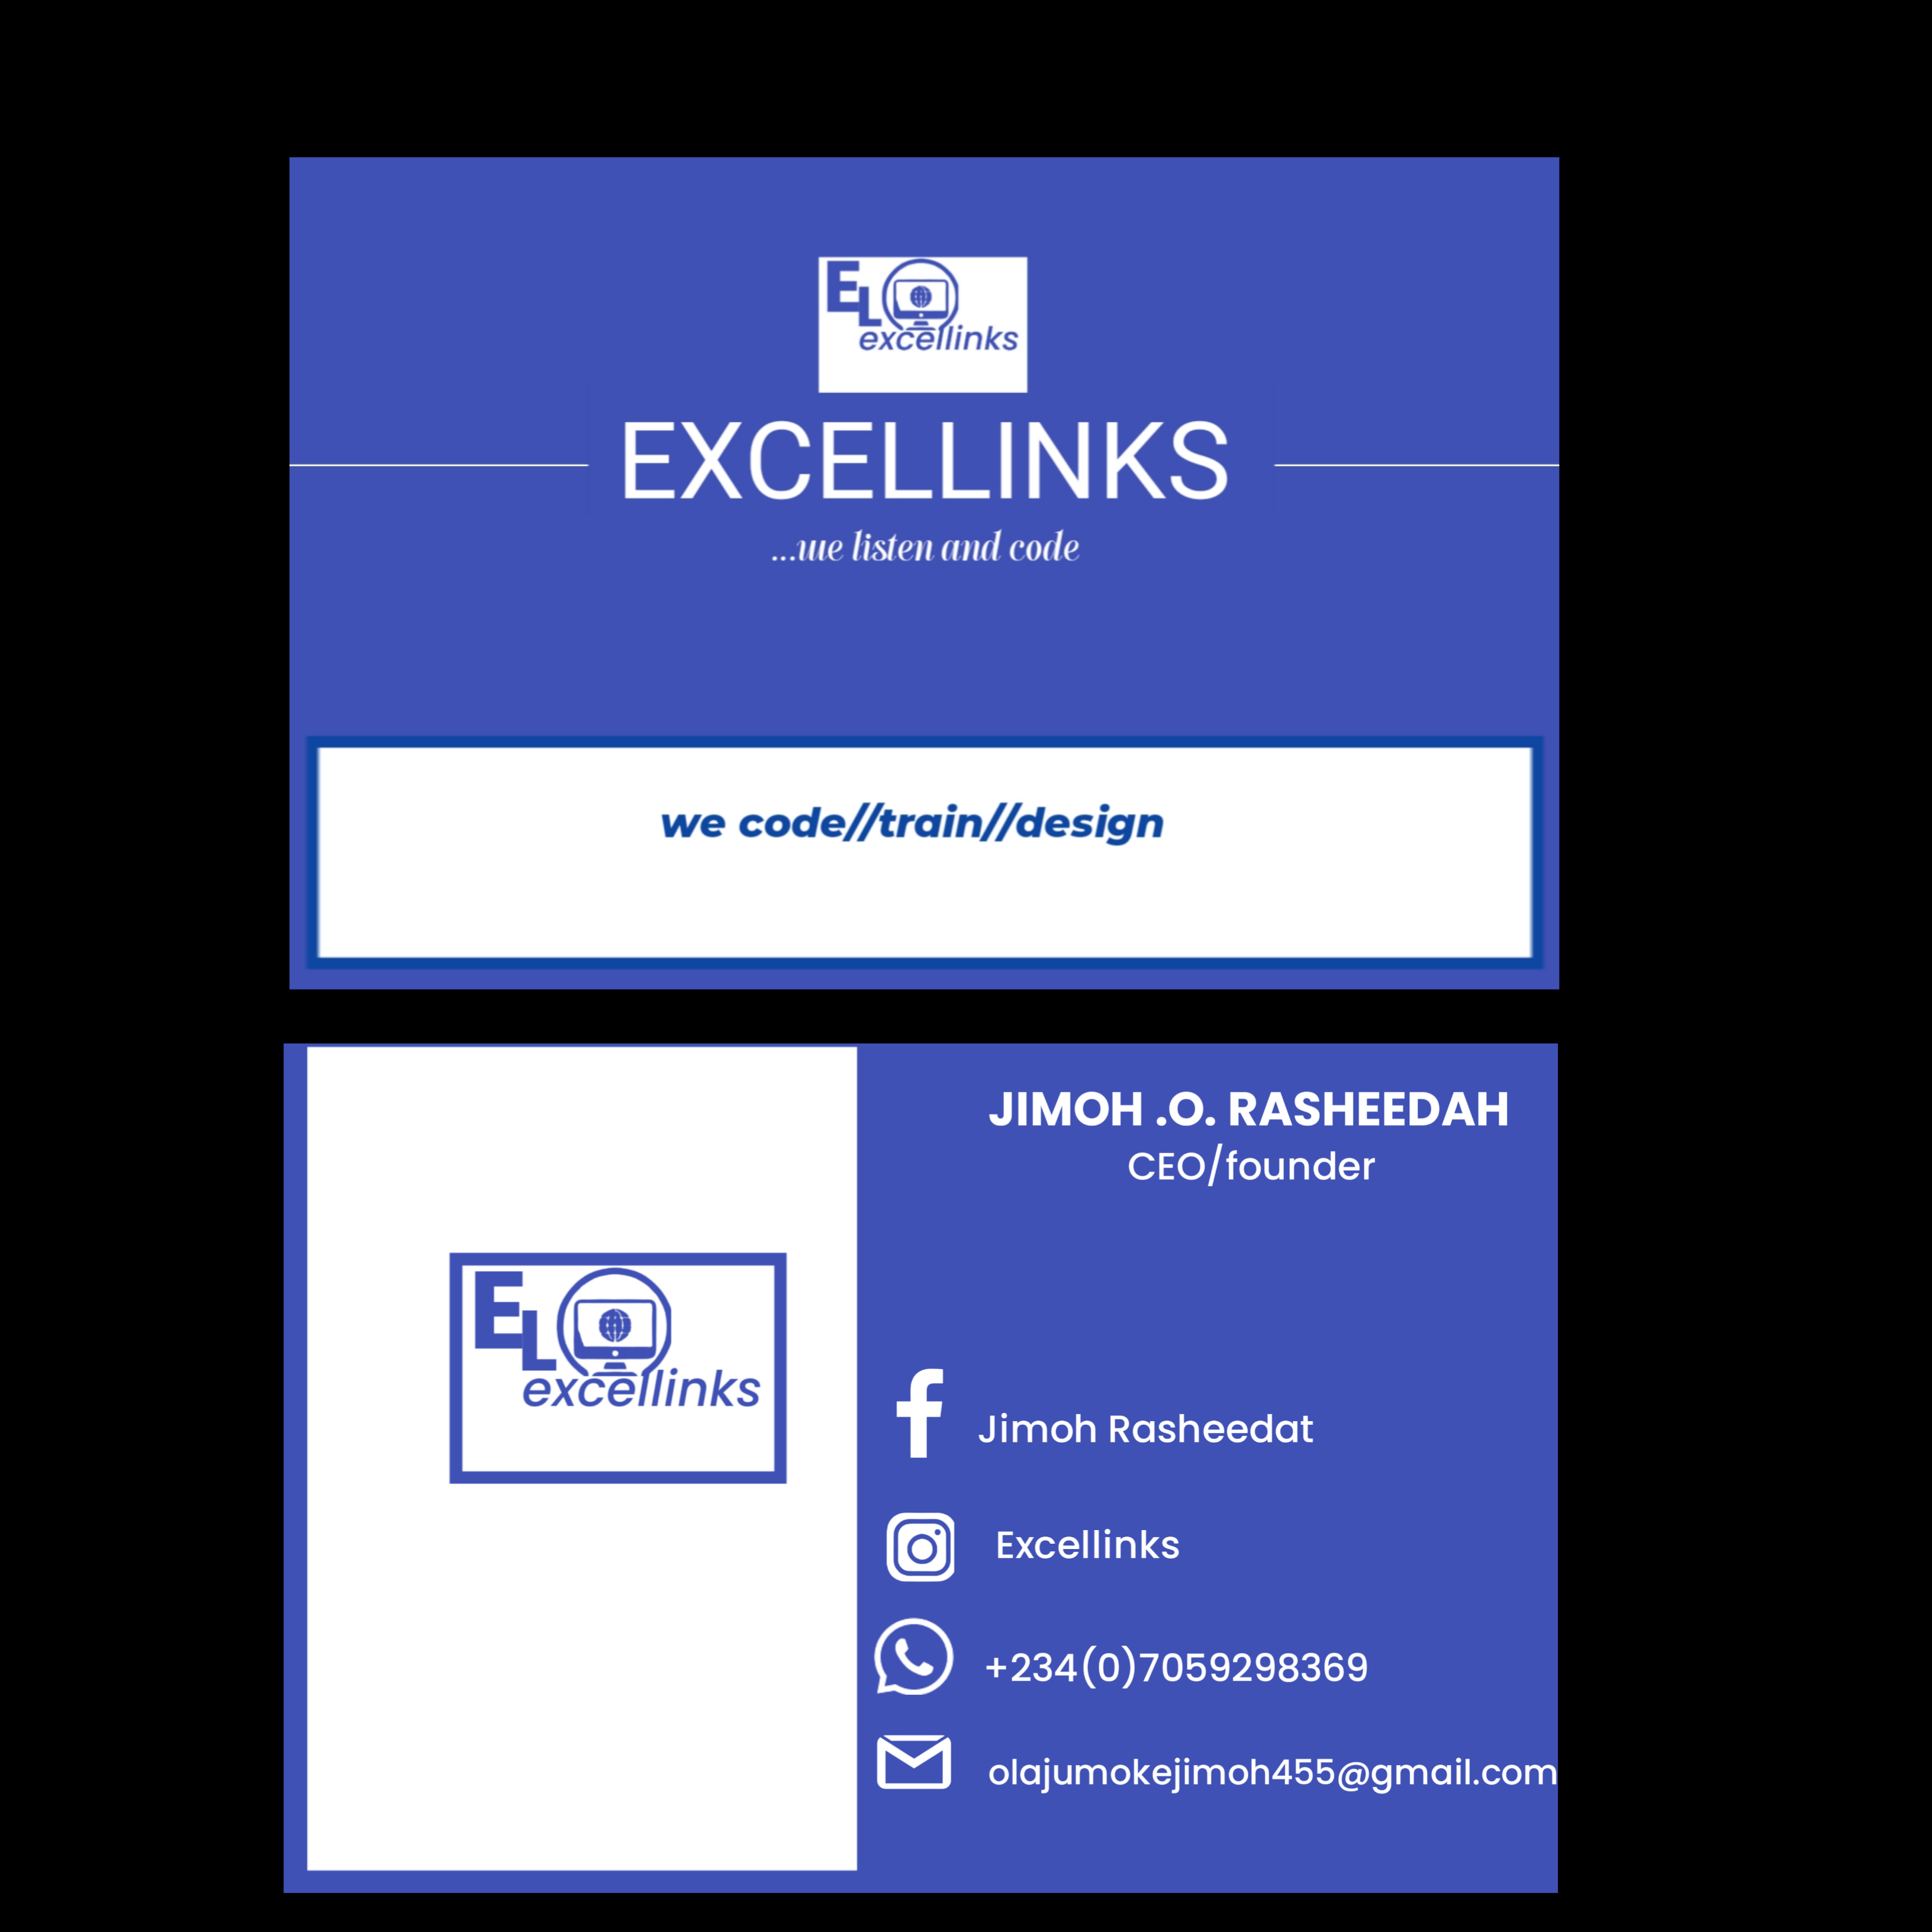 EL
excellinks
EXCELLINKS
...we listen and code
we code//train//design
JIMOH .O. RASHEEDAH
CEO/founder
EL
excellinks
Jimoh Rasheedat
Excellinks
+234(0)7059298369
olajumokejimoh455@gmail.com